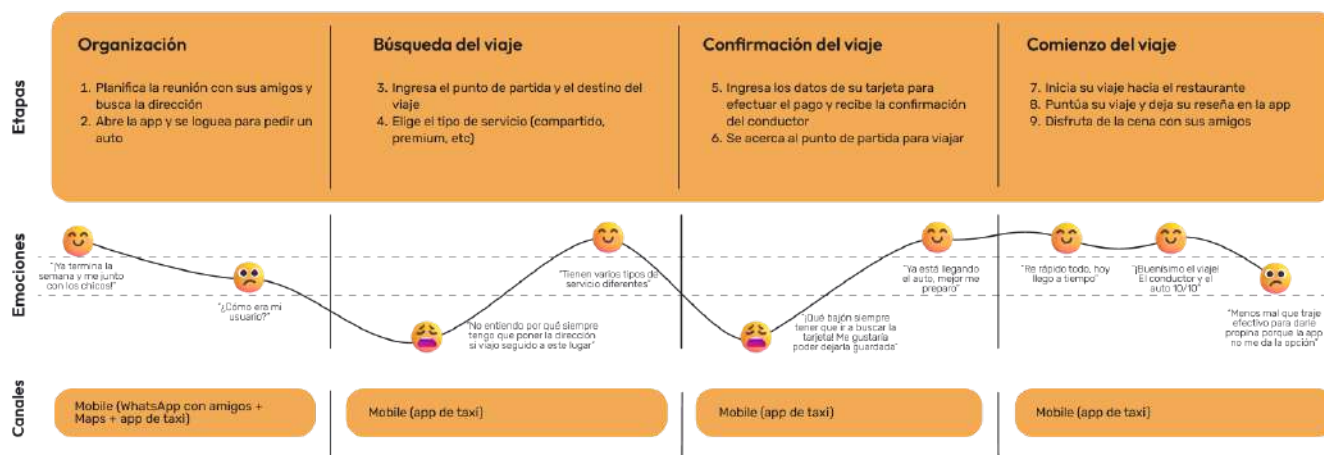 Etapas
Organización
1. Planifica la reunión con sus amigos y
busca la dirección
2. Abre la app y se loguea para pedir un
auto
Búsqueda del viaje
3. Ingresa el punto de partida y el destino del
viaje
4. Elige el tipo de servicio (compartido,
premium, etc)
Confirmación del viaje
5. Ingresa los datos de su tarjeta para
efectuar el pago y recibe la confirmación
del conductor
6. Se acerca al punto de partida para viajar
Comienzo del viaje
7. Inicia su viaje hacia el restaurante
8. Puntúa su viaje y deja su reseña en la app
9. Disfruta de la cena con sus amigos
Emociones
"¡Ya termina la
semana y me junto
con los chicos!"
"¿Cómo era mi
usuario?"
"No entiendo por qué siempre
tengo que poner la dirección
si viajo seguido a este lugar"
"Tienen varios tipos de
servicio diferentes"
"¡Qué bajón siempre
tener que ir a buscar la
tarjeta! Me gustaría
poder dejarla guardada"
"Ya está llegando
el auto, mejor me
preparo"
"Re rápido todo, hoy
llego a tiempo"
"¡Buenísimo el viaje!
El conductor y el
auto 10/10"
"Menos mal que traje
efectivo para darle
propina porque la app
no me da la opción"
Canales
Mobile (WhatsApp con amigos +
Maps + app de taxi)
Mobile (app de taxi)
Mobile (app de taxi)
Mobile (app de taxi)